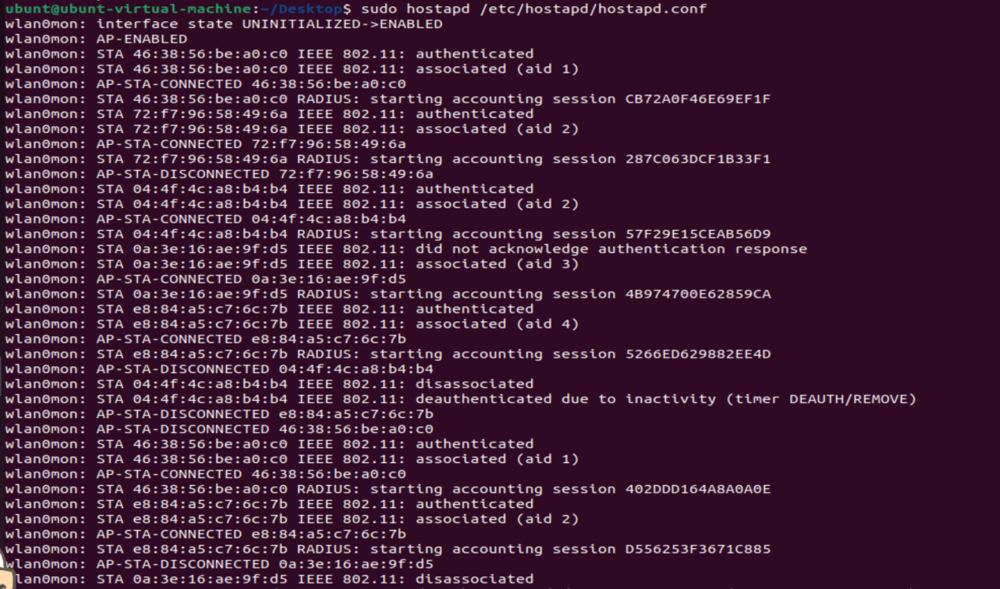 ubunt@ubunt-virtual-machine:~/Desktop$ sudo hostapd /etc/hostapd/hostapd.conf
wlan0mon: interface state UNINITIALIZED->ENABLED
wlan0mon: AP-ENABLED
wlan0mon: STA 46:38:56:be:a0:c0 IEEE 802.11: authenticated
wlan0mon: STA 46:38:56:be:a0:c0 IEEE 802.11: associated (aid 1)
wlan0mon: AP-STA-CONNECTED 46:38:56:be:a0:c0
wlan0mon: STA 46:38:56:be:a0:c0 RADIUS: starting accounting session CB72A0F46E69EF1F
wlan0mon: STA 72:f7:96:58:49:6a IEEE 802.11: authenticated
wlan0mon: STA 72:f7:96:58:49:6a IEEE 802.11: associated (aid 2)
wlan0mon: AP-STA-CONNECTED 72:f7:96:58:49:6a
wlan0mon: STA 72:f7:96:58:49:6a RADIUS: starting accounting session 287C063DCF1B33F1
wlan0mon: AP-STA-DISCONNECTED 72:f7:96:58:49:6a
wlan0mon: STA 04:4f:4c:a8:b4:b4 IEEE 802.11: authenticated
wlan0mon: STA 04:4f:4c:a8:b4:b4 IEEE 802.11: associated (aid 2)
wlan0mon: AP-STA-CONNECTED 04:4f:4c:a8:b4:b4
wlan0mon: STA 04:4f:4c:a8:b4:b4 RADIUS: starting accounting session 57F29E15CEAB56D9
wlan0mon: STA 0a:3e:16:ae:9f:d5 IEEE 802.11: did not acknowledge authentication response
wlan0mon: STA 0a:3e:16:ae:9f:d5 IEEE 802.11: associated (aid 3)
wlan0mon: AP-STA-CONNECTED 0a:3e:16:ae:9f:d5
wlan0mon: STA 0a:3e:16:ae:9f:d5 RADIUS: starting accounting session 4B974700E62859CA
wlan0mon: STA e8:84:a5:c7:6c:7b IEEE 802.11: authenticated
wlan0mon: STA e8:84:a5:c7:6c:7b IEEE 802.11: associated (aid 4)
wlan0mon: AP-STA-CONNECTED e8:84:a5:c7:6c:7b
wlan0mon: STA e8:84:a5:c7:6c:7b RADIUS: starting accounting session 5266ED629882EE4D
wlan0mon: AP-STA-DISCONNECTED 04:4f:4c:a8:b4:b4
wlan0mon: STA 04:4f:4c:a8:b4:b4 IEEE 802.11: disassociated
wlan0mon: STA 04:4f:4c:a8:b4:b4 IEEE 802.11: deauthenticated due to inactivity (timer DEAUTH/REMOVE)
wlan0mon: AP-STA-DISCONNECTED e8:84:a5:c7:6c:7b
wlan0mon: AP-STA-DISCONNECTED 46:38:56:be:a0:c0
wlan0mon: STA 46:38:56:be:a0:c0 IEEE 802.11: authenticated
wlan0mon: STA 46:38:56:be:a0:c0 IEEE 802.11: associated (aid 1)
wlan0mon: AP-STA-CONNECTED 46:38:56:be:a0:c0
wlan0mon: STA 46:38:56:be:a0:c0 RADIUS: starting accounting session 402DDD164A8A0A0E
wlan0mon: STA e8:84:a5:c7:6c:7b IEEE 802.11: authenticated
wlan0mon: STA e8:84:a5:c7:6c:7b IEEE 802.11: associated (aid 2)
wlan0mon: AP-STA-CONNECTED e8:84:a5:c7:6c:7b
wlan0mon: STA e8:84:a5:c7:6c:7b RADIUS: starting accounting session D556253F3671C885
wlan0mon: AP-STA-DISCONNECTED 0a:3e:16:ae:9f:d5
lan0mon: STA 0a:3e:16:ae:9f:d5 IEEE 802.11: disassociated